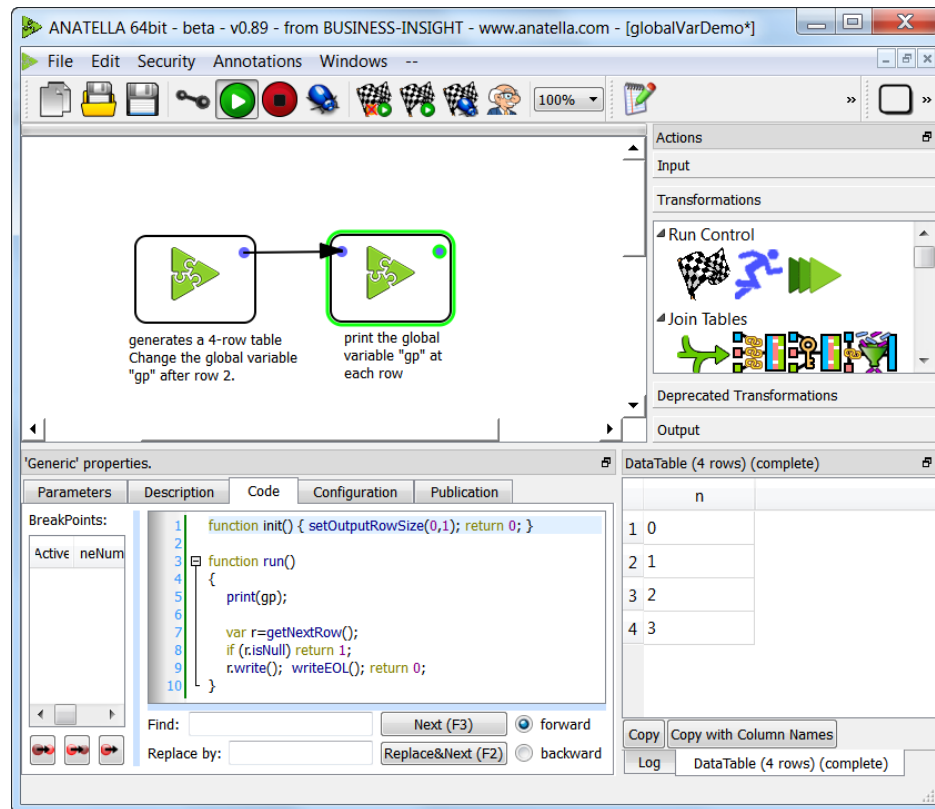 ANATELLA 64bit - beta - v0.89 - from BUSINESS-INSIGHT - www.anatella.com - [globalVarDemo*]
File Edit Security Annotations Windows --
100% » »
Actions
Input
Transformations
Run Control
Join Tables
Deprecated Transformations
Output
generates a 4-row table
Change the global variable
"gp" after row 2.
print the global
variable "gp" at
each row
'Generic' properties.
Parameters Description Code Configuration Publication
BreakPoints:
Active neNum
1 function init() { setOutputRowSize(0,1); return 0; }
2
3 function run()
4 {
5 print(gp);
6
7 var r=getNextRow();
8 if (r.isNull) return 1;
9 r.write(); writeEOL(); return 0;
10 }
Find: Next (F3) forward
Replace by: Replace&Next (F2) backward
DataTable (4 rows) (complete)
n
1 0
2 1
3 2
4 3
Copy Copy with Column Names
Log DataTable (4 rows) (complete)